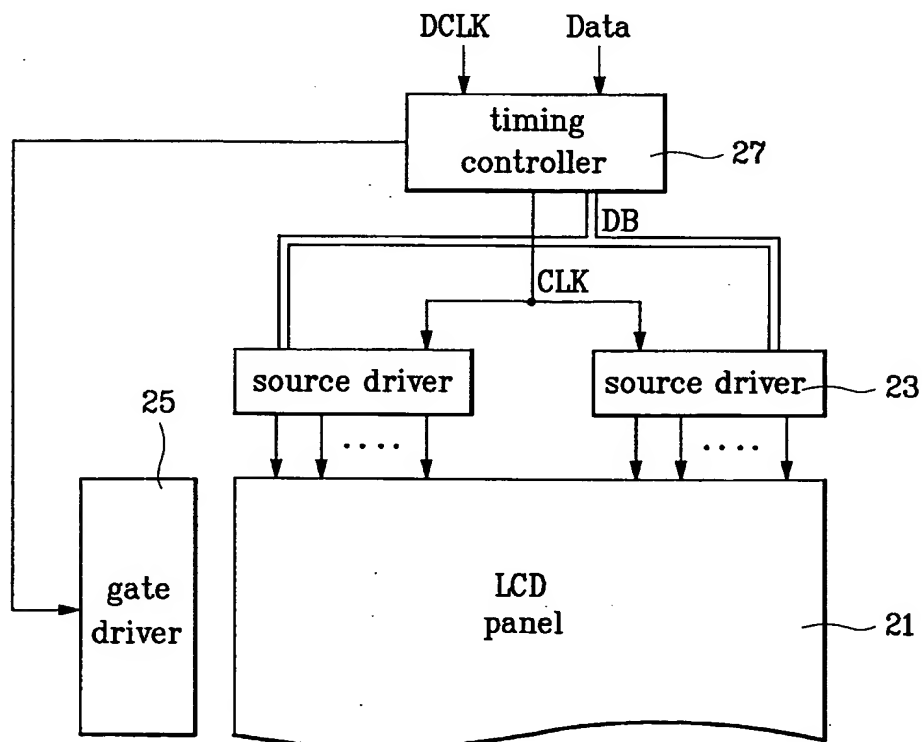 DCLK
Data
timing
controller
27
DB
CLK
source driver
source driver
23
25
gate
driver
LCD
panel
21